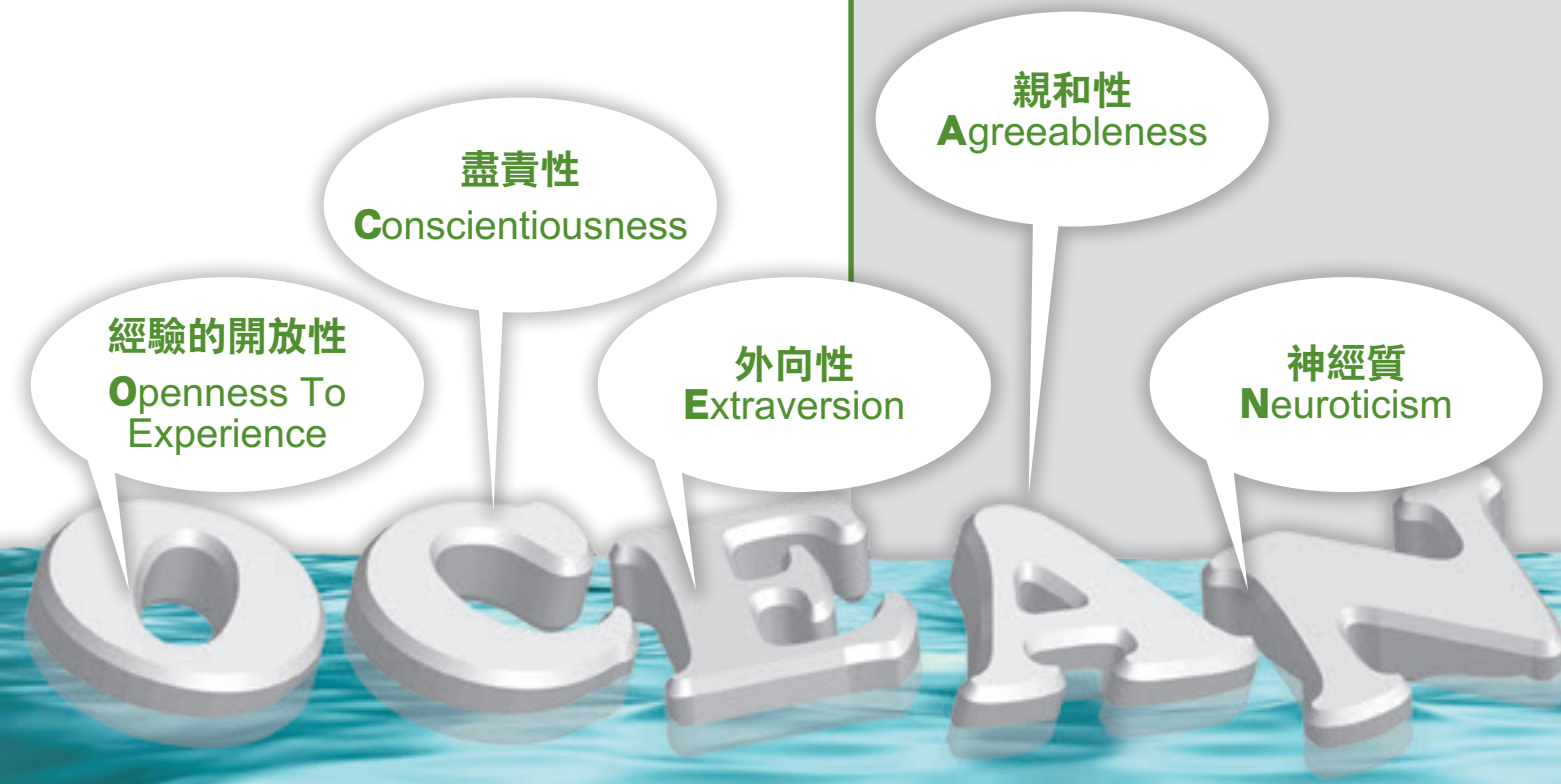 經驗的開放性
Openness To
Experience
盡責性
Conscientiousness
外向性
Extraversion
親和性
Agreeableness
神經質
Neuroticism
OCEAN